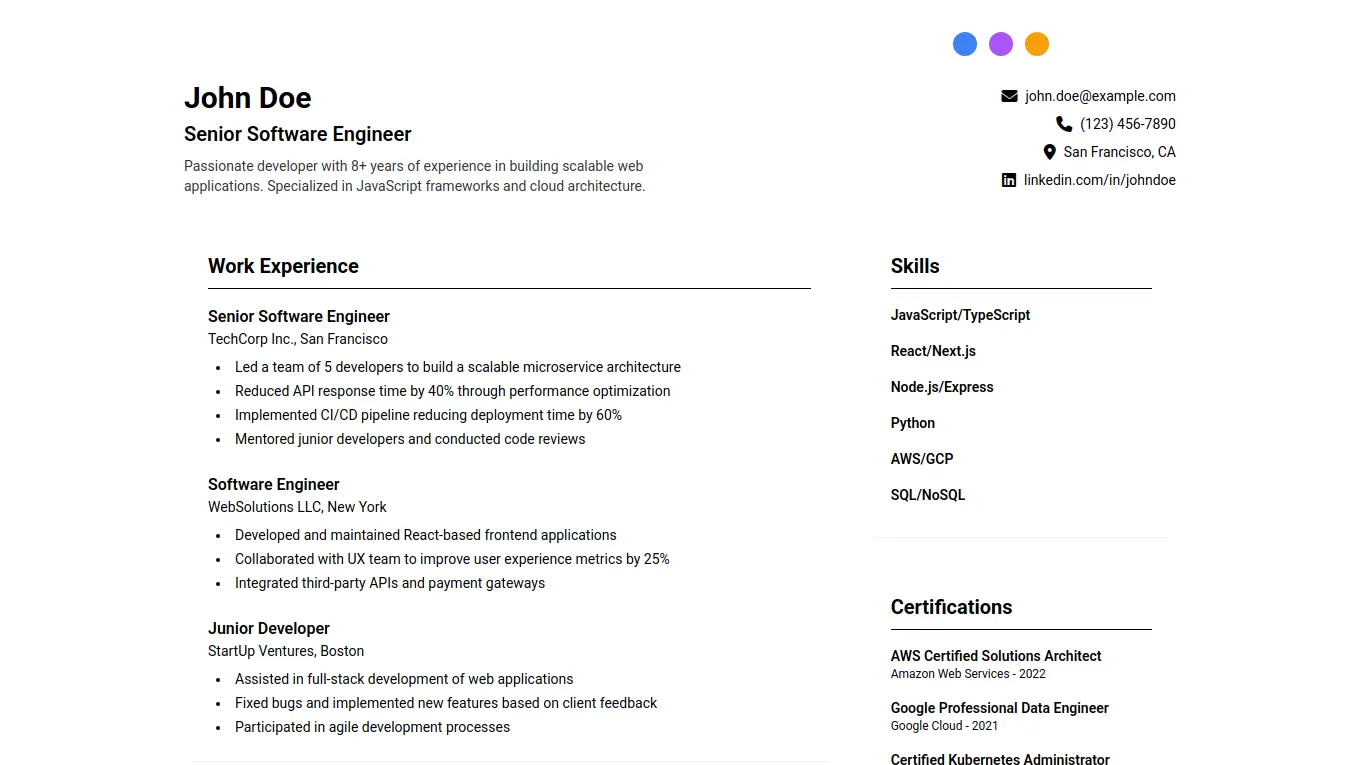 John Doe
Senior Software Engineer
Passionate developer with 8+ years of experience in building scalable web
applications. Specialized in JavaScript frameworks and cloud architecture.
john.doe@example.com
(123) 456-7890
San Francisco, CA
linkedin.com/in/johndoe
Work Experience
Senior Software Engineer
TechCorp Inc., San Francisco
• Led a team of 5 developers to build a scalable microservice architecture
• Reduced API response time by 40% through performance optimization
• Implemented CI/CD pipeline reducing deployment time by 60%
• Mentored junior developers and conducted code reviews
Software Engineer
WebSolutions LLC, New York
• Developed and maintained React-based frontend applications
• Collaborated with UX team to improve user experience metrics by 25%
• Integrated third-party APIs and payment gateways
Junior Developer
StartUp Ventures, Boston
• Assisted in full-stack development of web applications
• Fixed bugs and implemented new features based on client feedback
• Participated in agile development processes
Skills
JavaScript/TypeScript
React/Next.js
Node.js/Express
Python
AWS/GCP
SQL/NoSQL
Certifications
AWS Certified Solutions Architect
Amazon Web Services - 2022
Google Professional Data Engineer
Google Cloud - 2021
Certified Kubernetes Administrator